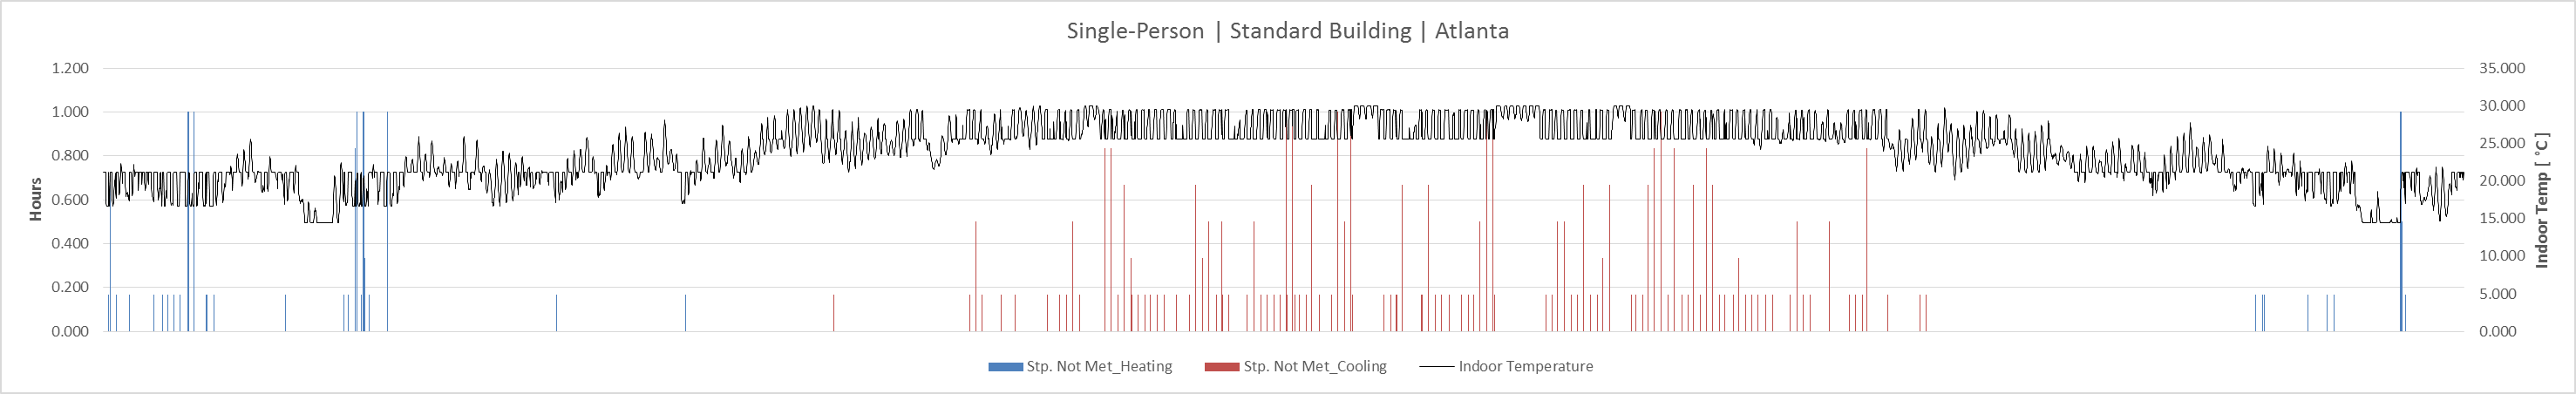 Single-Person | Standard Building | Atlanta
1.200
1.000
0.800
0.600
0.400
0.200
0.000
Hours
35.000
30.000
25.000
20.000
15.000
10.000
5.000
0.000
Indoor Temp [ °C]
Stp. Not Met_Heating
Stp. Not Met_Cooling
Indoor Temperature